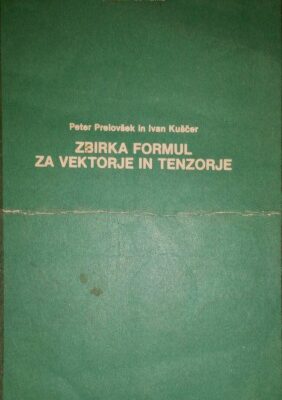 Peter Prelovšek in Ivan Kuščer
ZBIRKA FORMUL
ZA VEKTORJE IN TENZORJE